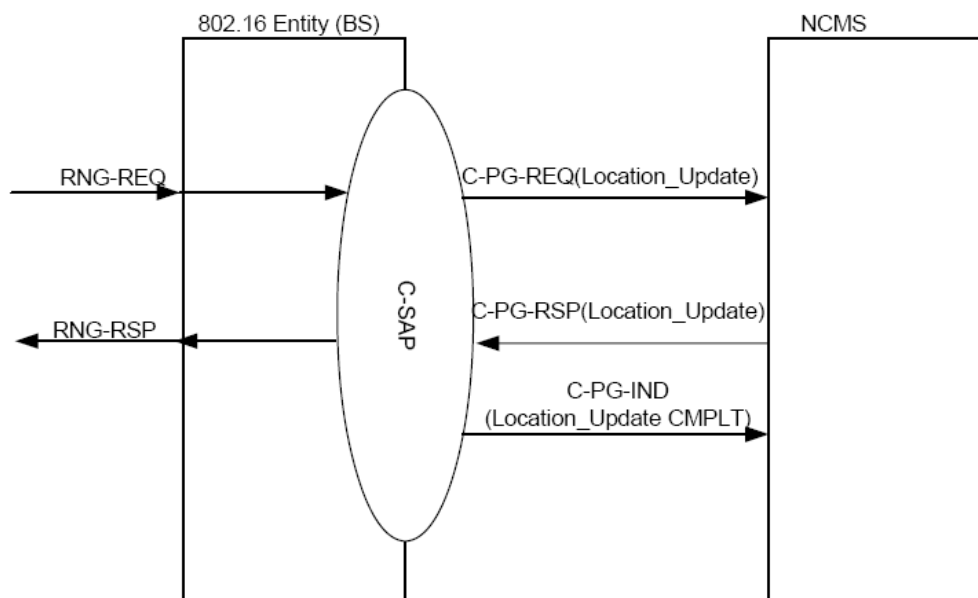 802.16 Entity (BS)
NCMS
RNG-REQ
C-PG-REQ(Location_Update)
C-SAP
C-PG-RSP(Location_Update)
RNG-RSP
C-PG-IND
(Location_Update CMPLT)